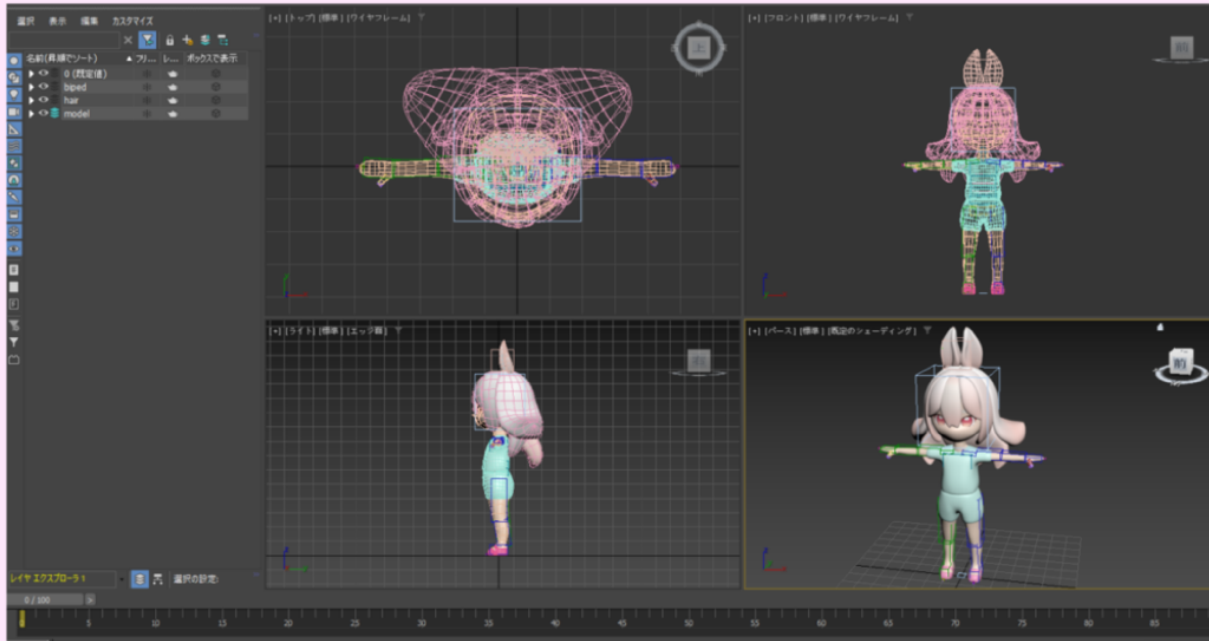 選択 表示 編集 カスタマイズ
名前(昇順でソート) ▲ フリ... レ... ボックスで表示
0 (既定値)
biped
hair
model
[+] [トップ] [標準] [ワイヤフレーム]
上
[+] [フロント] [標準] [ワイヤフレーム]
前
[+] [ライト] [標準] [エッジ面]
右
[+] [パース] [標準] [既定のシェーディング]
前
レイヤ エクスプローラ 1
選択の設定:
0 / 100 >
0 5 10 15 20 25 30 35 40 45 50 55 60 65 70 75 80 85